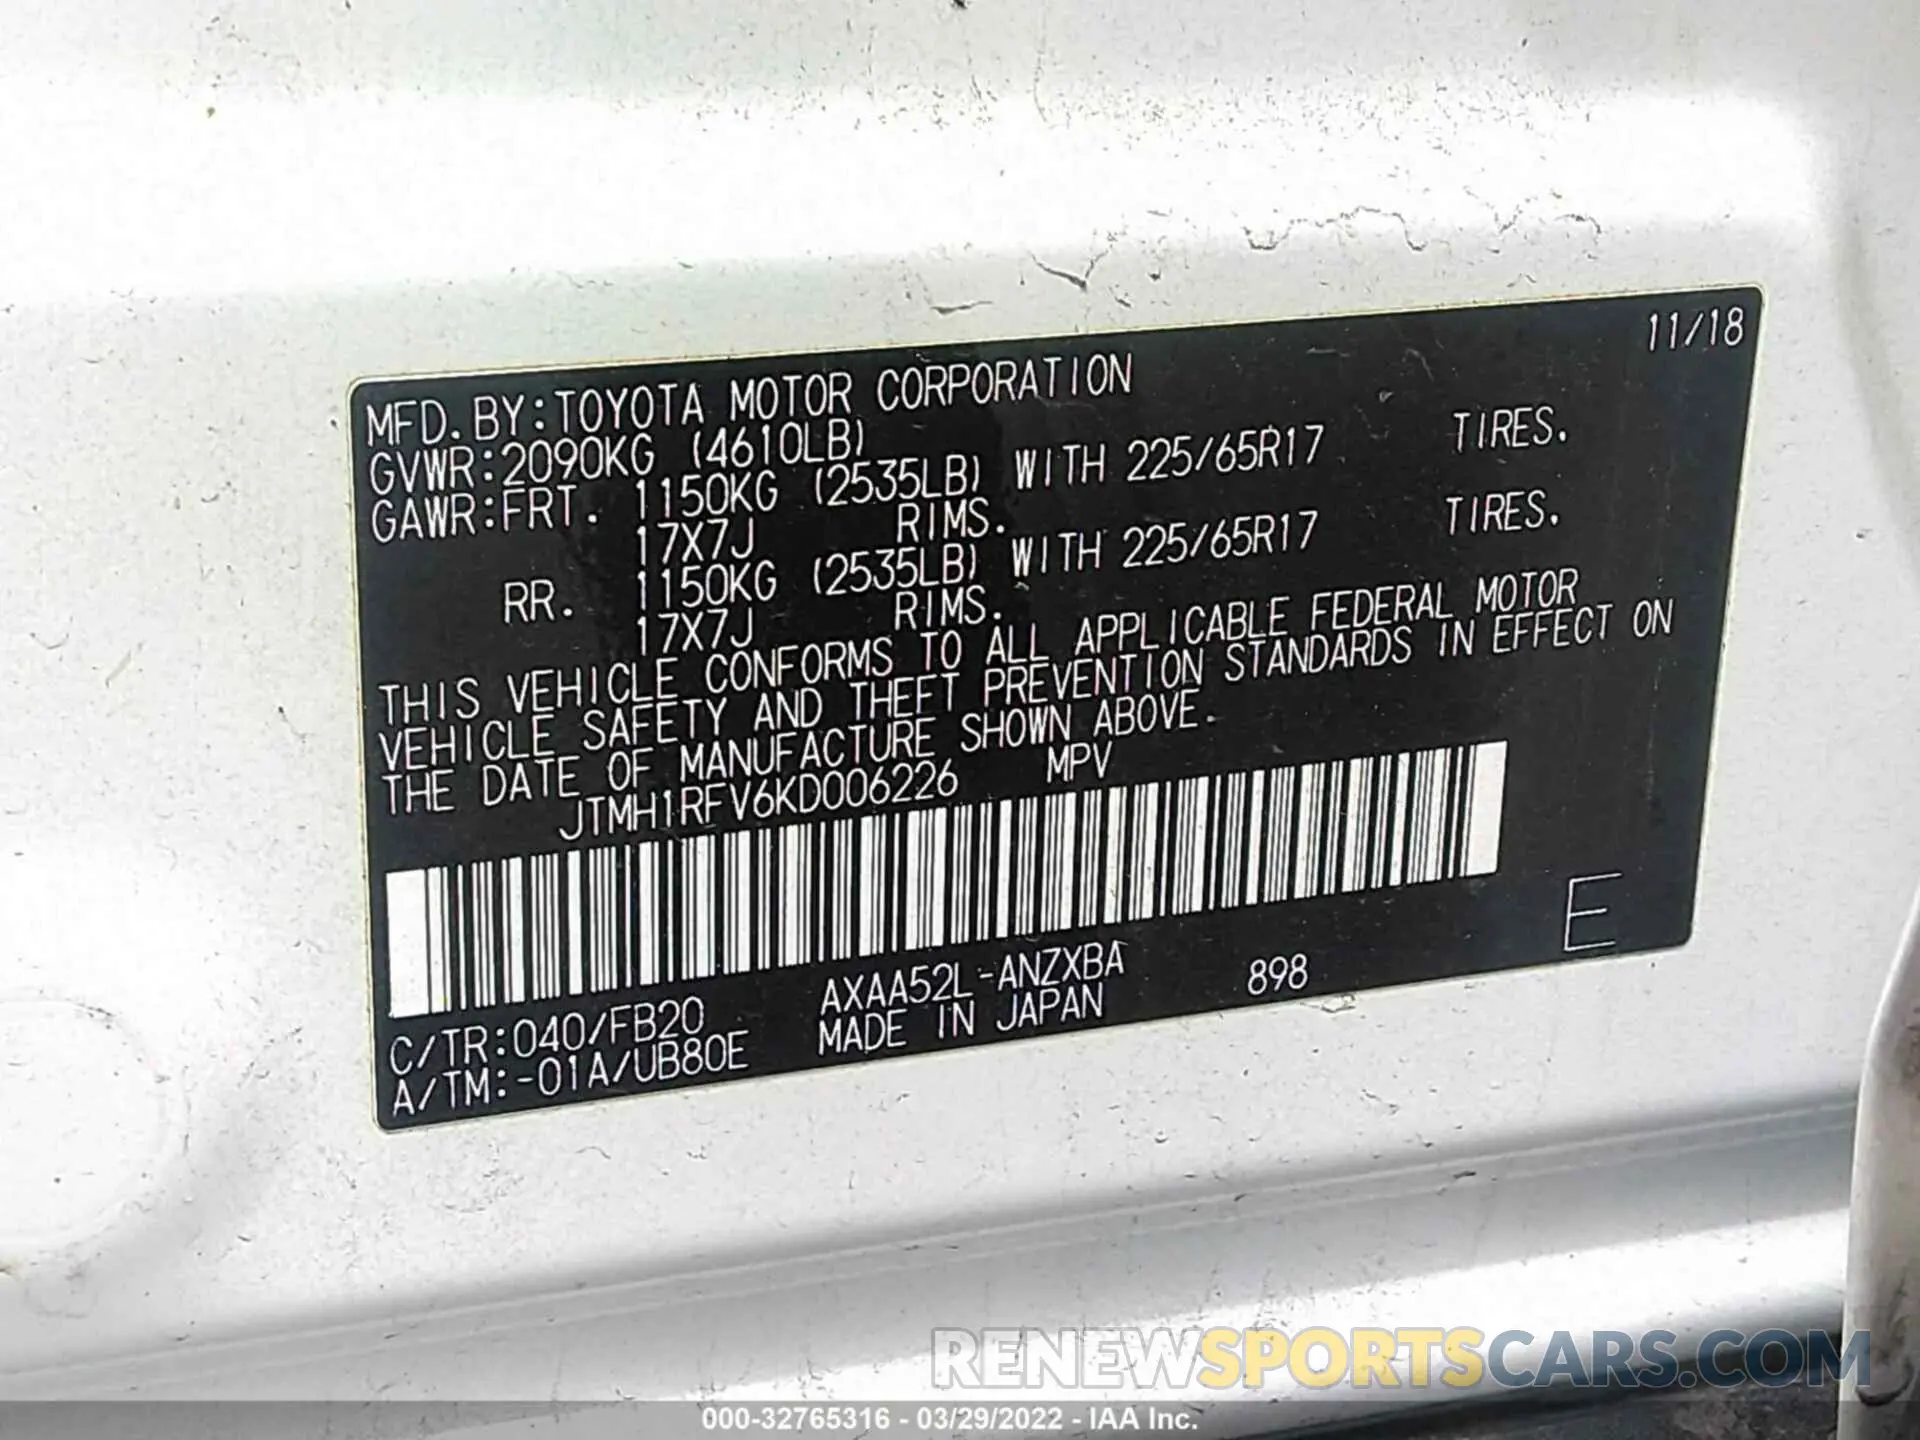 11/18
MFD. BY:TOYOTA MOTOR CORPORATION
GVWR:2090KG (4610LB)
GAWR:FRT. 1150KG (2535LB) WITH 225/65R17 TIRES.
17X7J RIMS.
RR. 1150KG (2535LB) WITH 225/65R17 TIRES.
17X7J RIMS.
THIS VEHICLE CONFORMS TO ALL APPLICABLE FEDERAL MOTOR
VEHICLE SAFETY AND THEFT PREVENTION STANDARDS IN EFFECT ON
THE DATE OF MANUFACTURE SHOWN ABOVE.
JTMH1RFV6KD006226 MPV
E
C/TR:040/FB20 AXAA52L-ANZXBA 898
A/TM:-01A/UB80E MADE IN JAPAN
RENEWSPORTSCARS.COM
000-32765316 - 03/29/2022 - IAA Inc.